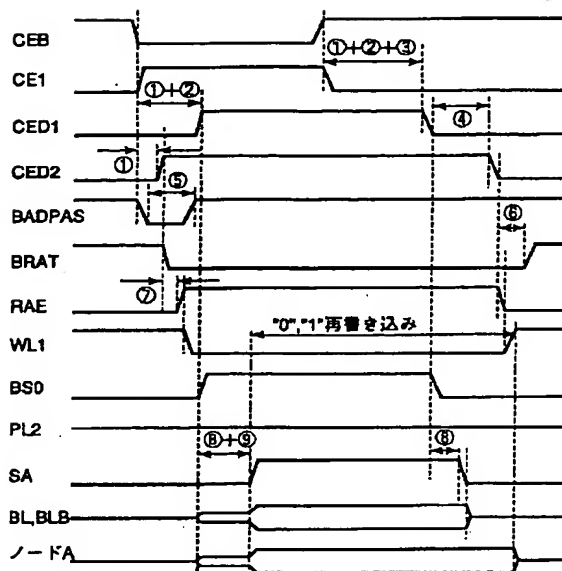 CEB
CE1
①+②+③
①+②
CED1
④
CED2
①
⑤
BADPAS
⑥
BRAT
⑦
RAE
"0","1"再書き込み
WL1
BS0
PL2
⑧+⑨
⑧
SA
BL,BLB
ノードA